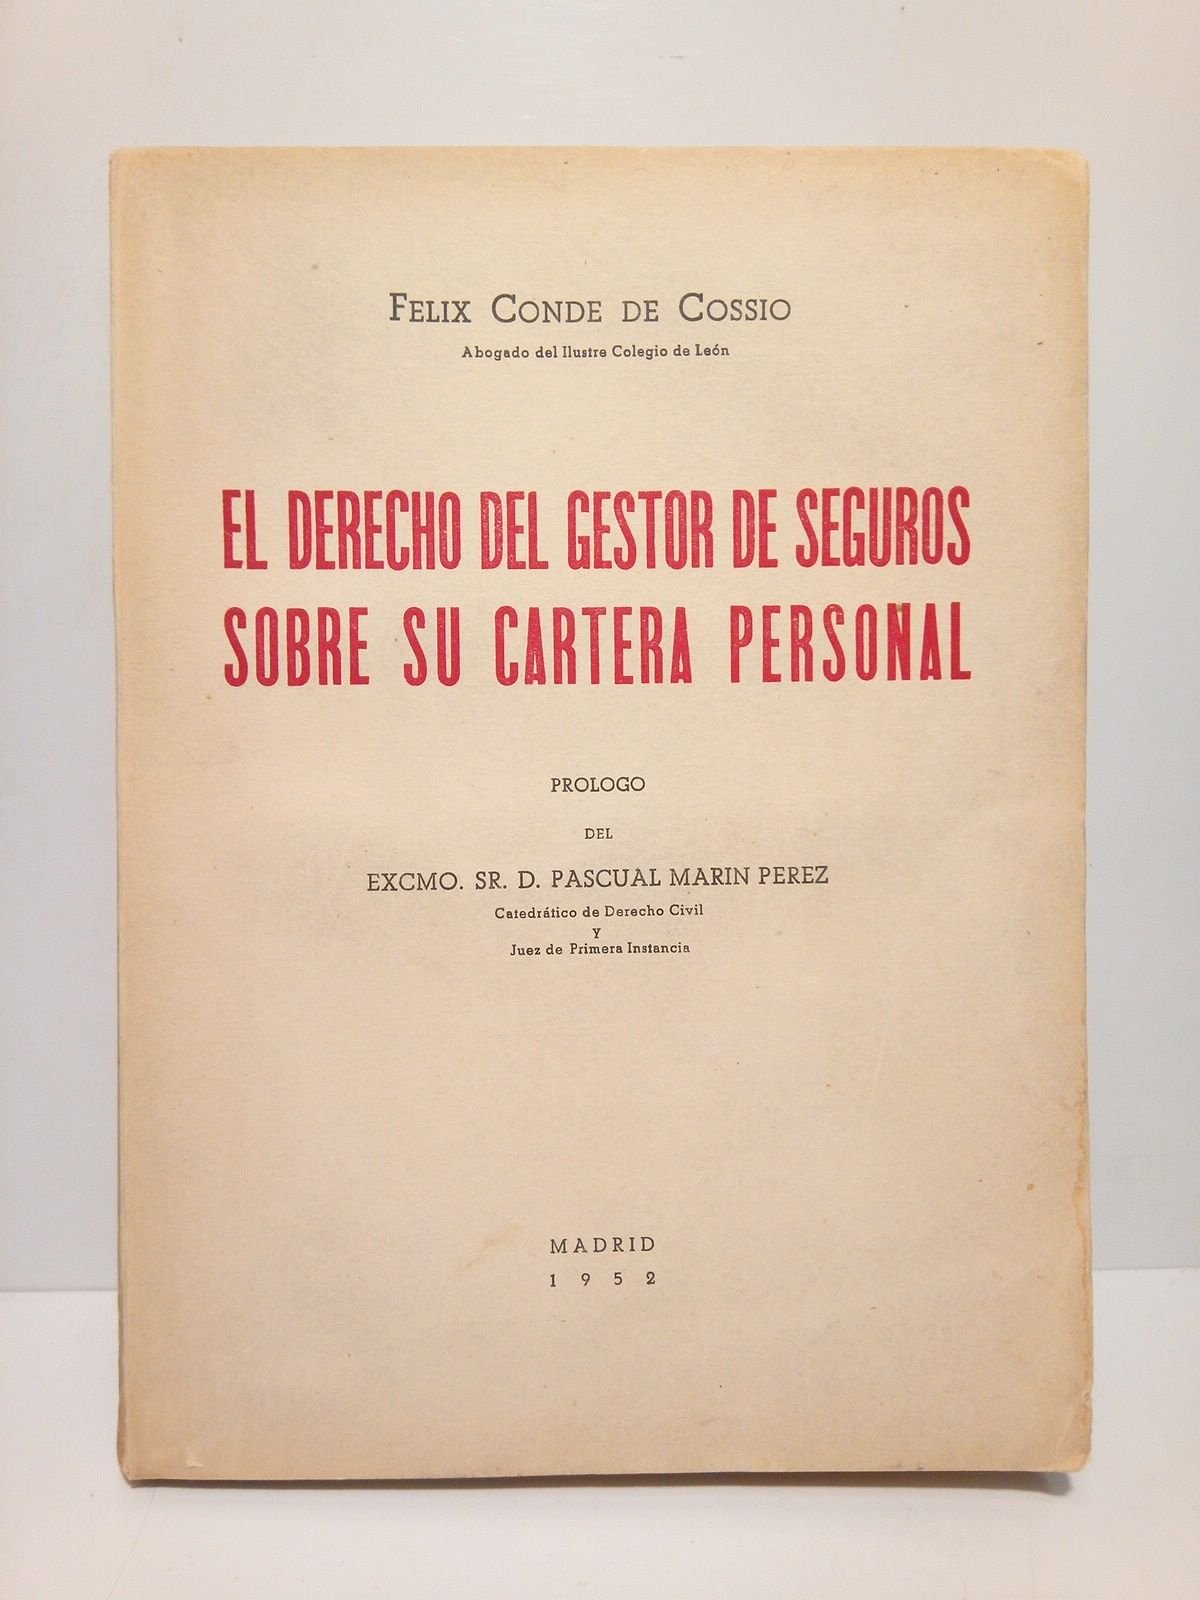 FELIX CONDE DE COSSIO
Abogado del Ilustre Colegio de León
EL DERECHO DEL GESTOR DE SEGUROS
SOBRE SU CARTERA PERSONAL
PROLOGO
DEL
EXCMO. SR. D. PASCUAL MARIN PEREZ
Catedrático de Derecho Civil
Y
Juez de Primera Instancia
MADRID
1952